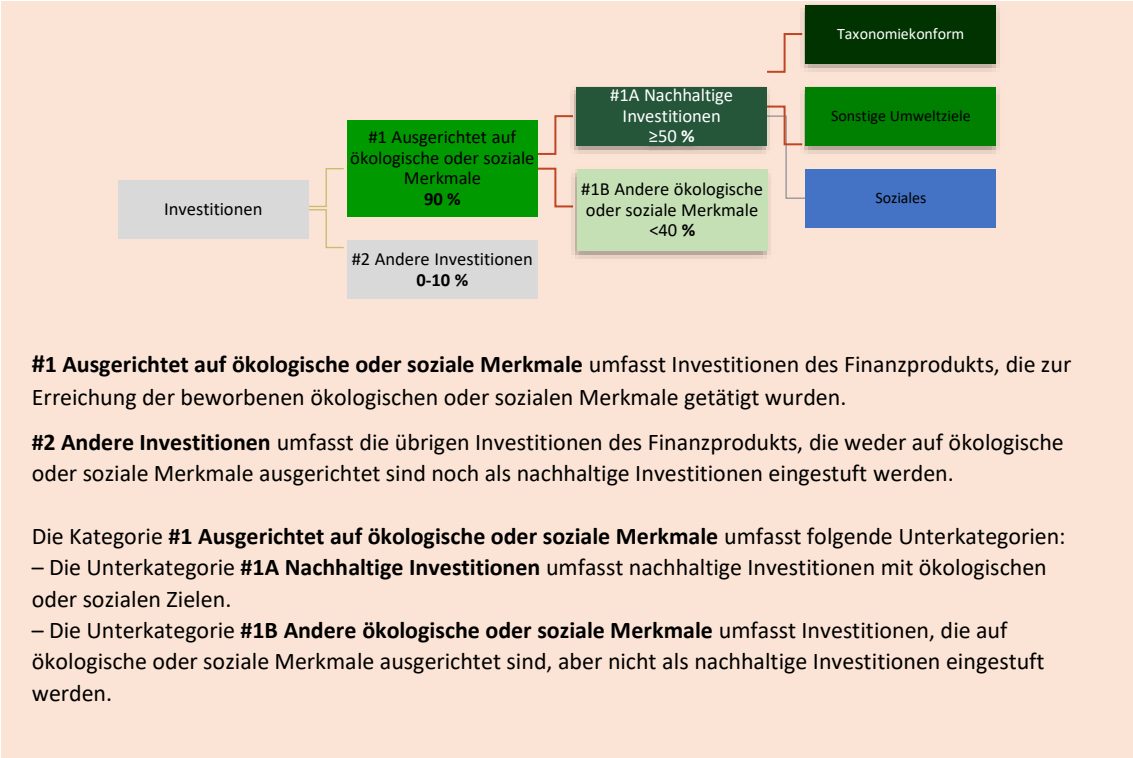 Taxonomiekonform
#1A Nachhaltige
Investitionen
≥50 %
Sonstige Umweltziele
#1 Ausgerichtet auf
ökologische oder soziale
Merkmale
90 %
#1B Andere ökologische
oder soziale Merkmale
<40 %
Soziales
Investitionen
#2 Andere Investitionen
0-10 %
#1 Ausgerichtet auf ökologische oder soziale Merkmale umfasst Investitionen des Finanzprodukts, die zur
Erreichung der beworbenen ökologischen oder sozialen Merkmale getätigt wurden.
#2 Andere Investitionen umfasst die übrigen Investitionen des Finanzprodukts, die weder auf ökologische
oder soziale Merkmale ausgerichtet sind noch als nachhaltige Investitionen eingestuft werden.
Die Kategorie #1 Ausgerichtet auf ökologische oder soziale Merkmale umfasst folgende Unterkategorien:
– Die Unterkategorie #1A Nachhaltige Investitionen umfasst nachhaltige Investitionen mit ökologischen
oder sozialen Zielen.
– Die Unterkategorie #1B Andere ökologische oder soziale Merkmale umfasst Investitionen, die auf
ökologische oder soziale Merkmale ausgerichtet sind, aber nicht als nachhaltige Investitionen eingestuft
werden.